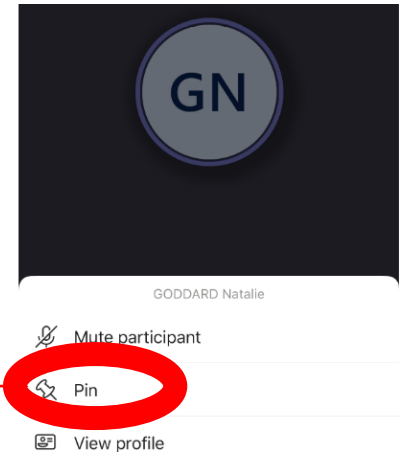 GN
GODDARD Natalie
Mute participant
Pin
View profile